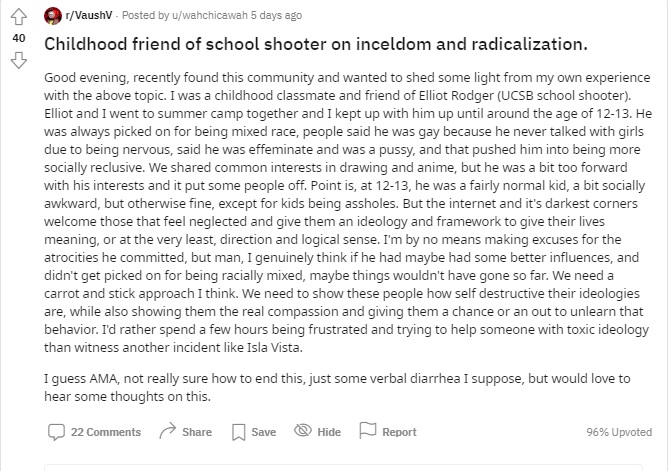 r/VaushV · Posted by u/wahchicawah 5 days ago
40
Childhood friend of school shooter on inceldom and radicalization.
Good evening, recently found this community and wanted to shed some light from my own experience
with the above topic. I was a childhood classmate and friend of Elliot Rodger (UCSB school shooter).
Elliot and I went to summer camp together and I kept up with him up until around the age of 12-13. He
was always picked on for being mixed race, people said he was gay because he never talked with girls
due to being nervous, said he was effeminate and was a pussy, and that pushed him into being more
socially reclusive. We shared common interests in drawing and anime, but he was a bit too forward
with his interests and it put some people off. Point is, at 12-13, he was a fairly normal kid, a bit socially
awkward, but otherwise fine, except for kids being assholes. But the internet and it's darkest corners
welcome those that feel neglected and give them an ideology and framework to give their lives
meaning, or at the very least, direction and logical sense. I'm by no means making excuses for the
atrocities he committed, but man, I genuinely think if he had maybe had some better influences, and
didn't get picked on for being racially mixed, maybe things wouldn't have gone so far. We need a
carrot and stick approach I think. We need to show these people how self destructive their ideologies
are, while also showing them the real compassion and giving them a chance or an out to unlearn that
behavior. I'd rather spend a few hours being frustrated and trying to help someone with toxic ideology
than witness another incident like Isla Vista.
I guess AMA, not really sure how to end this, just some verbal diarrhea I suppose, but would love to
hear some thoughts on this.
22 Comments Share Save Hide Report 96% Upvoted